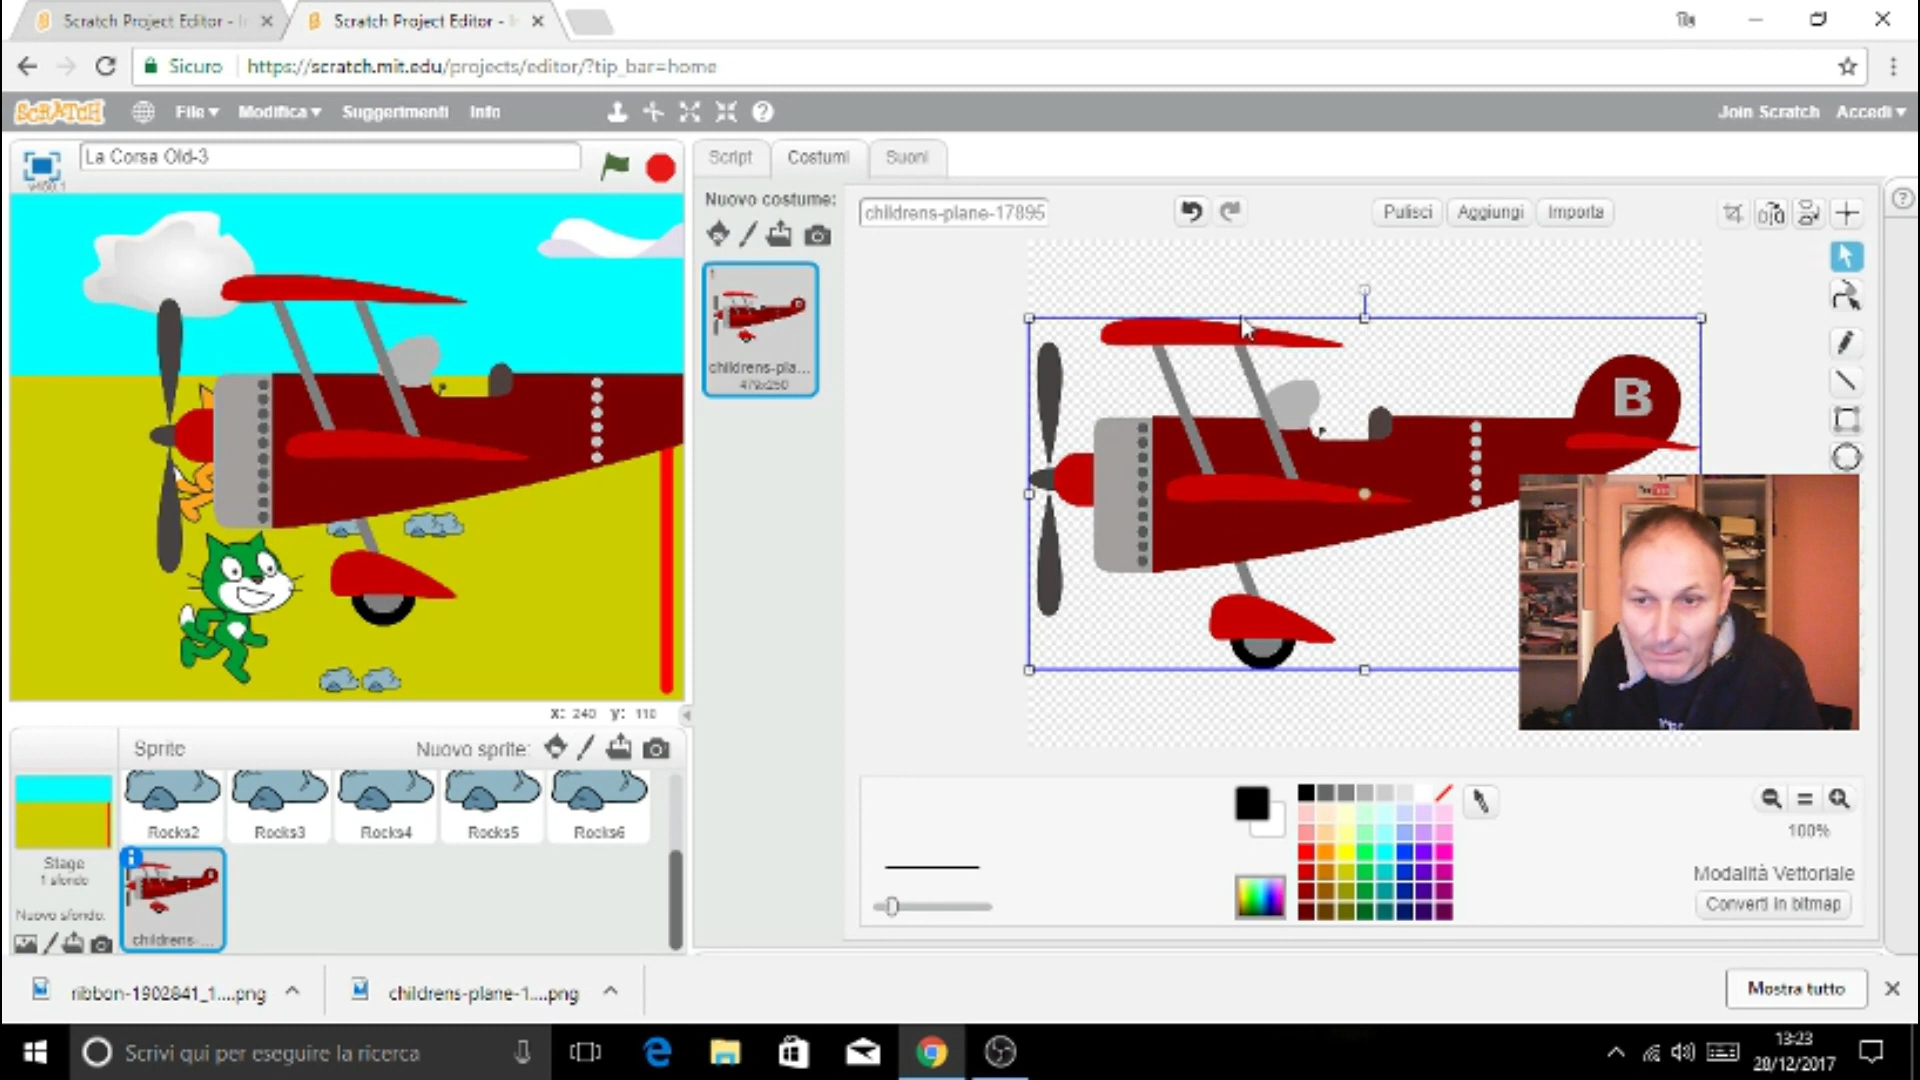 Scratch Project Editor - I
Scratch Project Editor - I
Sicuro
https://scratch.mit.edu/projects/editor/?tip_bar=home
SCRATCH
File
Modifica
Suggerimenti
Info
Join Scratch
Accedi
La Corsa Old-3
v460.1
Script
Costumi
Suoni
Nuovo costume:
childrens-plane-17895
Pulisci
Aggiungi
Importa
1
childrens-pla...
479x250
B
x: 240 y: 110
Sprite
Nuovo sprite:
Rocks2
Rocks3
Rocks4
Rocks5
Rocks6
Stage
1 sfondo
Nuovo sfondo:
childrens-...
100%
Modalità Vettoriale
Converti in bitmap
ribbon-1902841_1....png
childrens-plane-1....png
Mostra tutto
Scrivi qui per eseguire la ricerca
13:23
28/12/2017